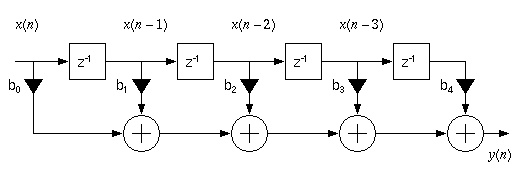 x(n) x(n−1) x(n−2) x(n−3)
z⁻¹ z⁻¹ z⁻¹ z⁻¹
b₀ b₁ b₂ b₃ b₄
+ + + +
y(n)